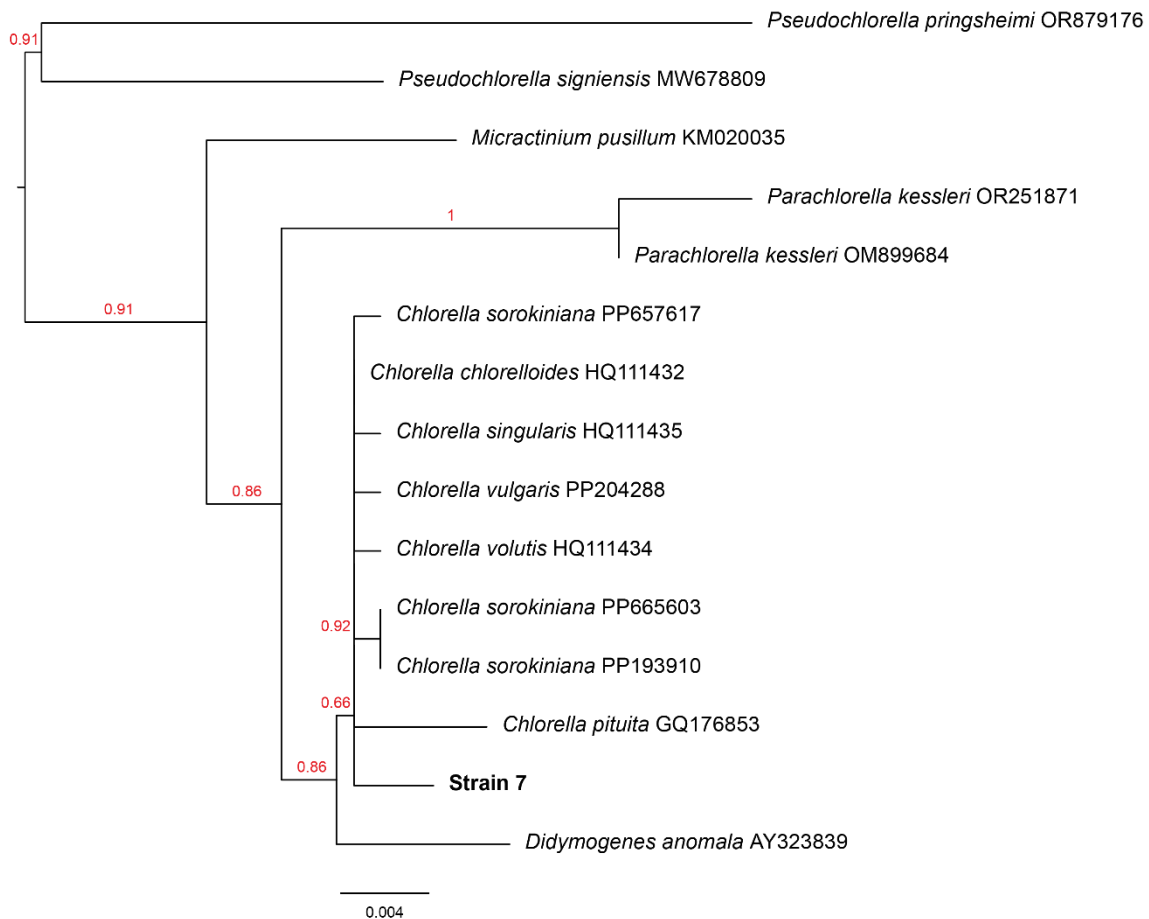 Pseudochlorella pringsheimi OR879176
0.91
Pseudochlorella signiensis MW678809
Micractinium pusillum KM020035
Parachlorella kessleri OR251871
1
Parachlorella kessleri OM899684
0.91
Chlorella sorokiniana PP657617
Chlorella chlorelloides HQ111432
Chlorella singularis HQ111435
0.86
Chlorella vulgaris PP204288
Chlorella volutis HQ111434
Chlorella sorokiniana PP665603
0.92
Chlorella sorokiniana PP193910
0.66
Chlorella pituita GQ176853
0.86
Strain 7
Didymogenes anomala AY323839
0.004